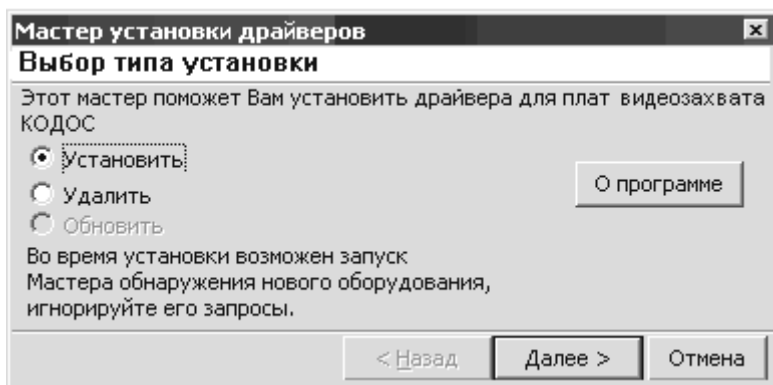 Мастер установки драйверов
Выбор типа установки
Этот мастер поможет Вам установить драйвера для плат видеозахвата
КОДОС
Установить
Удалить
Обновить
О программе
Во время установки возможен запуск
Мастера обнаружения нового оборудования,
игнорируйте его запросы.
< Назад
Далее >
Отмена